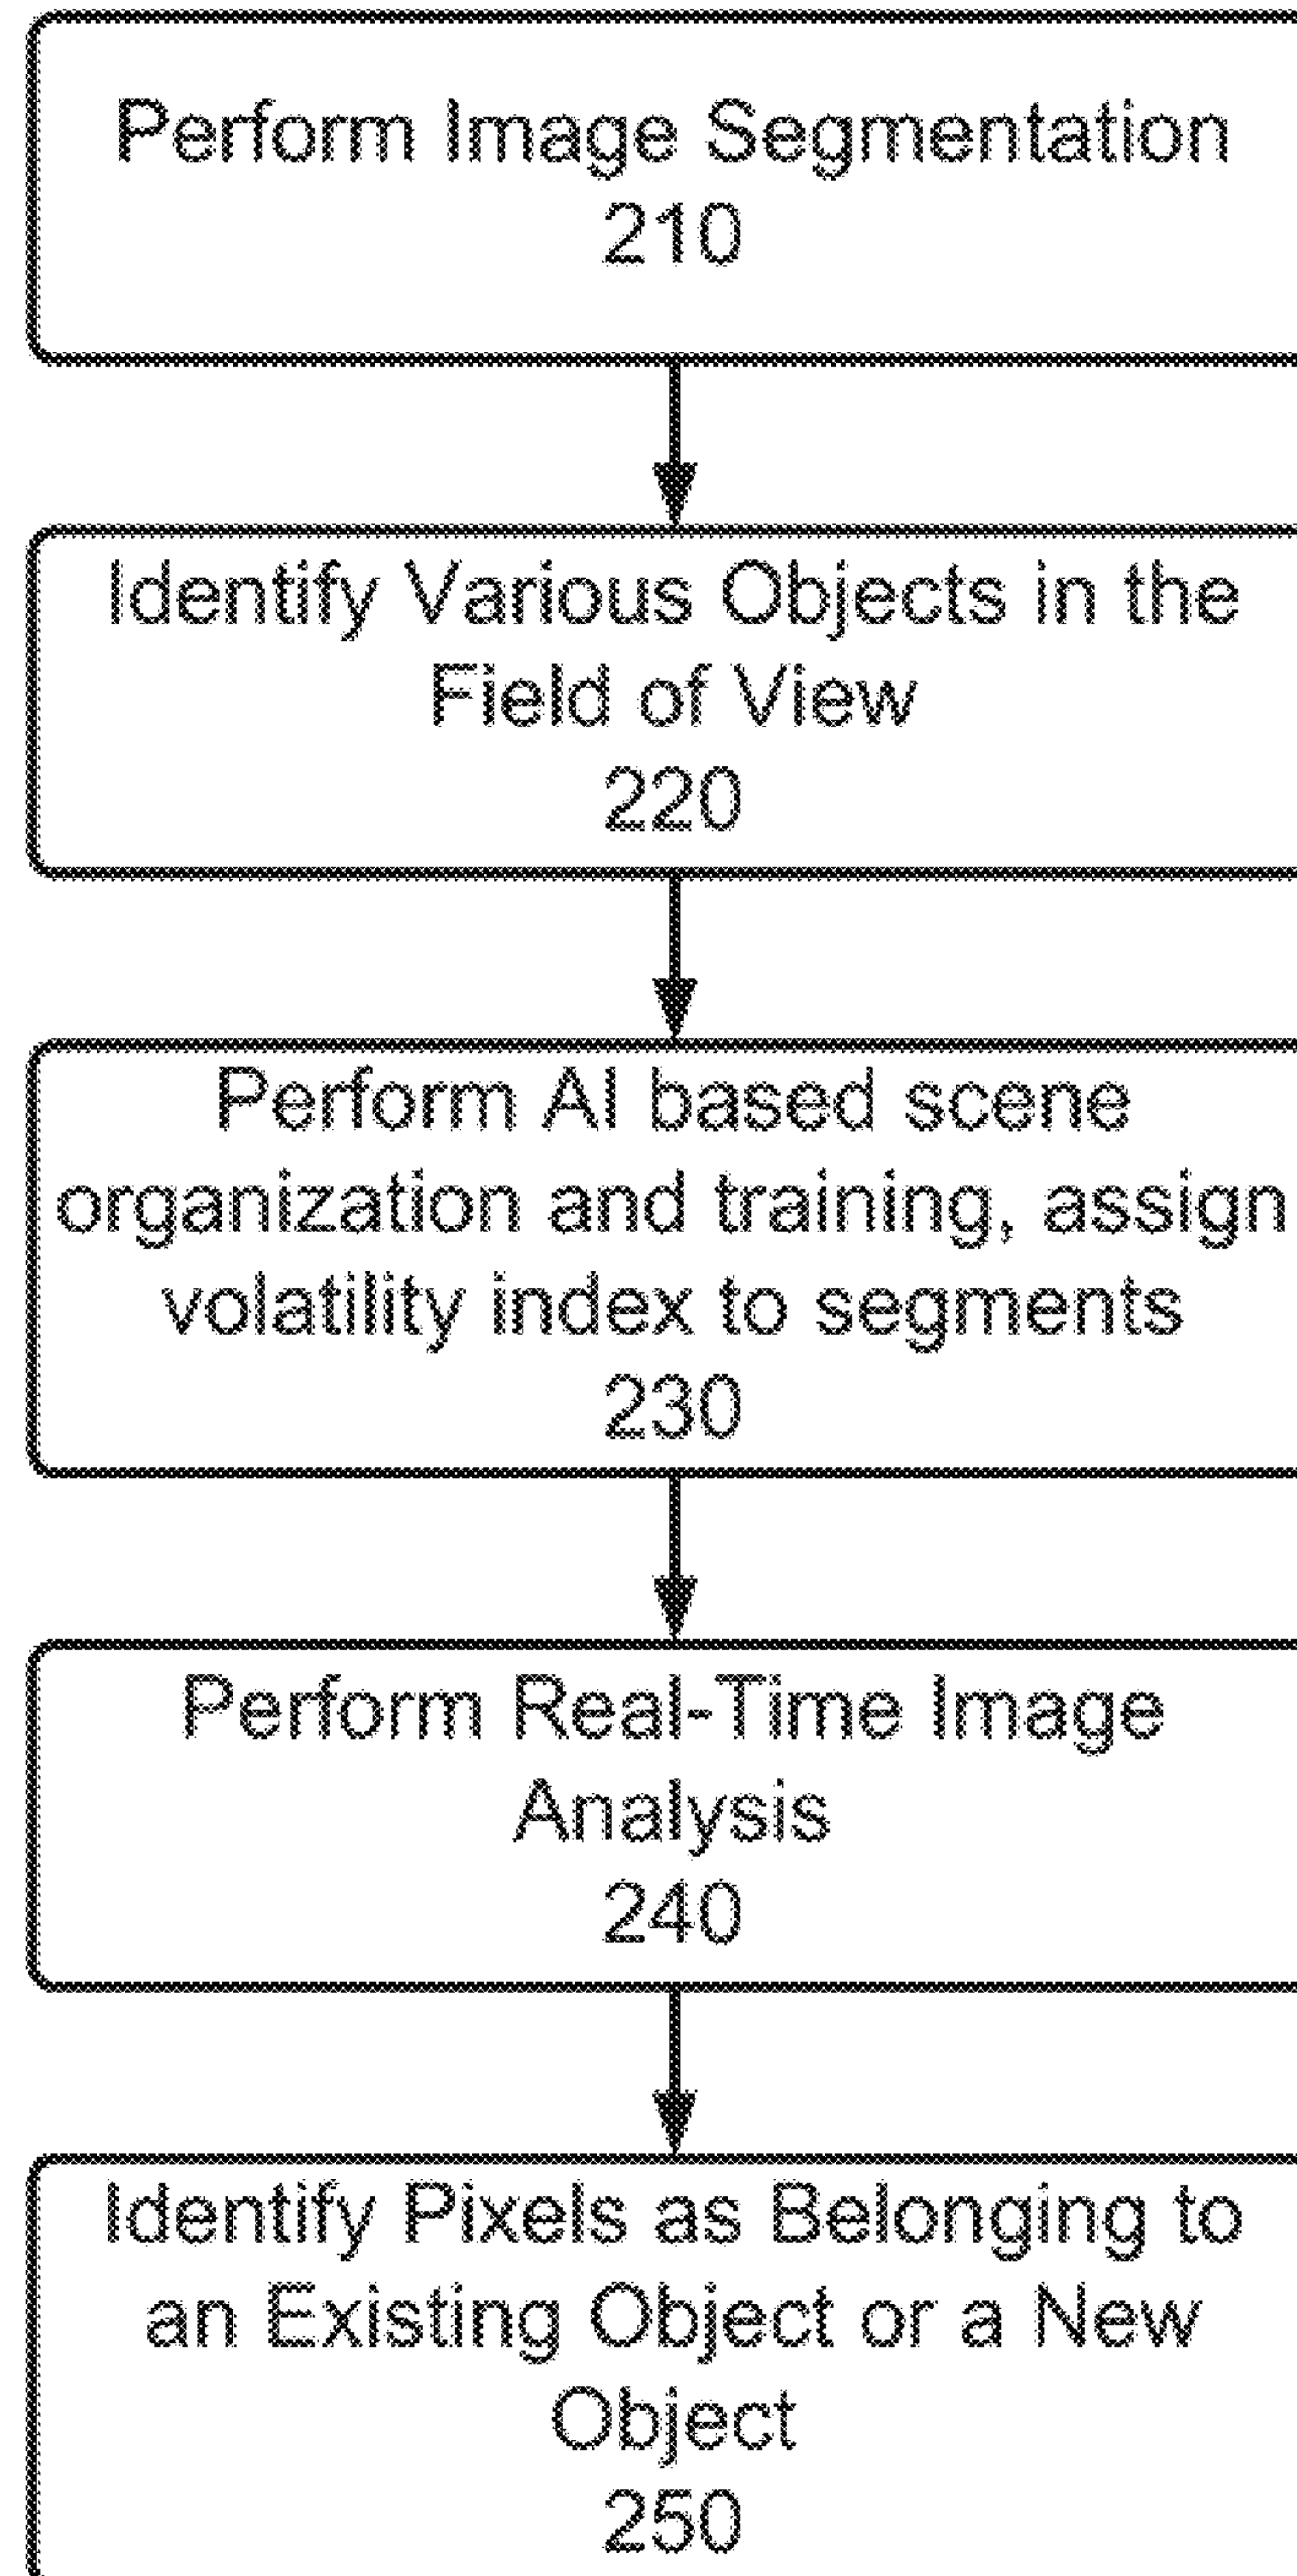 Perform Image Segmentation
210
Identify Various Objects in the
Field of View
220
Perform AI based scene
organization and training, assign
volatility index to segments
230
Perform Real-Time Image
Analysis
240
Identify Pixels as Belonging to
an Existing Object or a New
Object
250